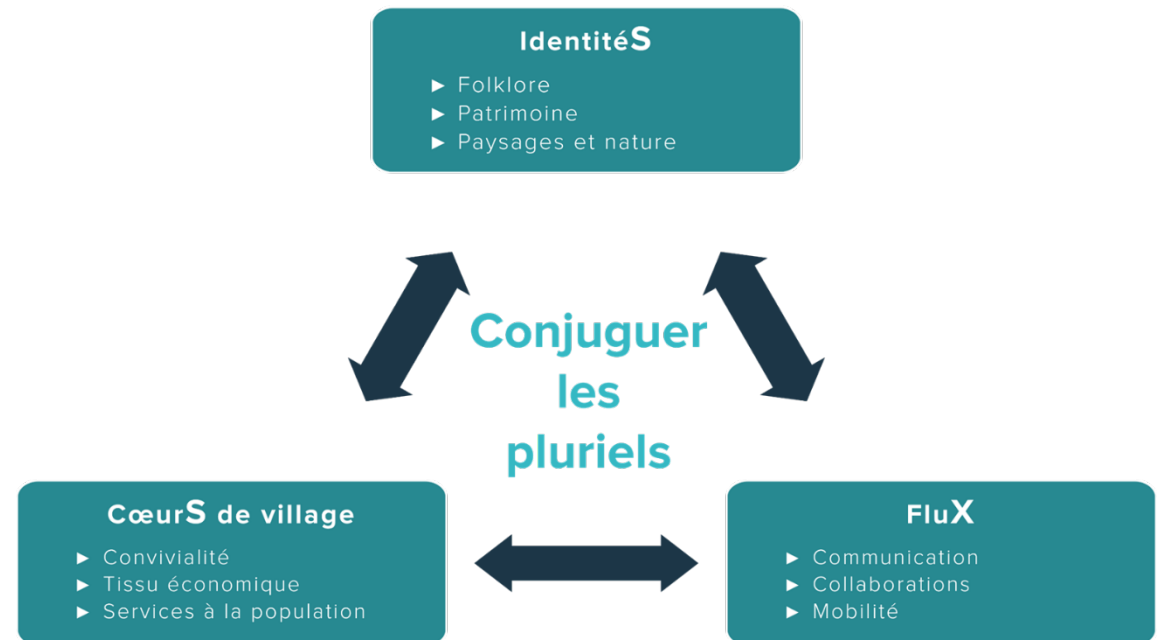 IdentitéS
► Folklore
► Patrimoine
► Paysages et nature
Conjuguer
les
pluriels
CœurS de village
► Convivialité
► Tissu économique
► Services à la population
FluX
► Communication
► Collaborations
► Mobilité